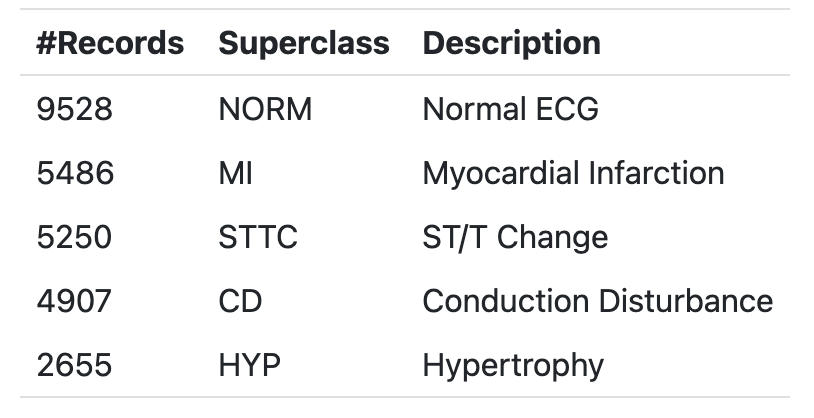 #Records Superclass Description
9528 NORM Normal ECG
5486 MI Myocardial Infarction
5250 STTC ST/T Change
4907 CD Conduction Disturbance
2655 HYP Hypertrophy